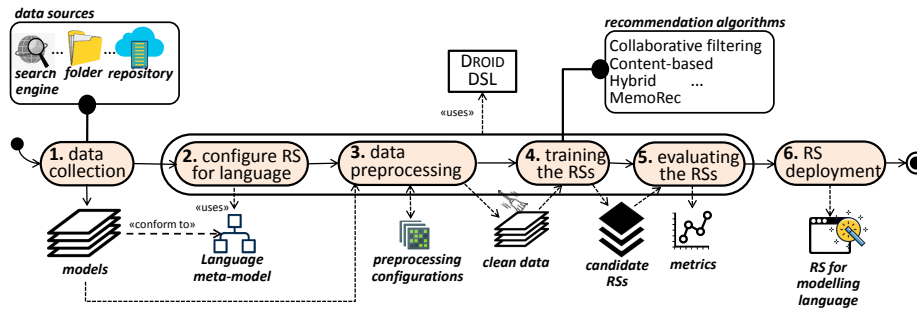 data sources
... ...
search
engine
folder
repository
recommendation algorithms
Collaborative filtering
Content-based
Hybrid ...
MemoRec
DROID
DSL
«uses»
1. data
collection
2. configure RS
for language
3. data
preprocessing
4. training
the RSs
5. evaluating
the RSs
6. RS
deployment
«uses»
«conform to»
models
Language
meta-model
preprocessing
configurations
clean data
candidate
RSs
metrics
RS for
modelling
language